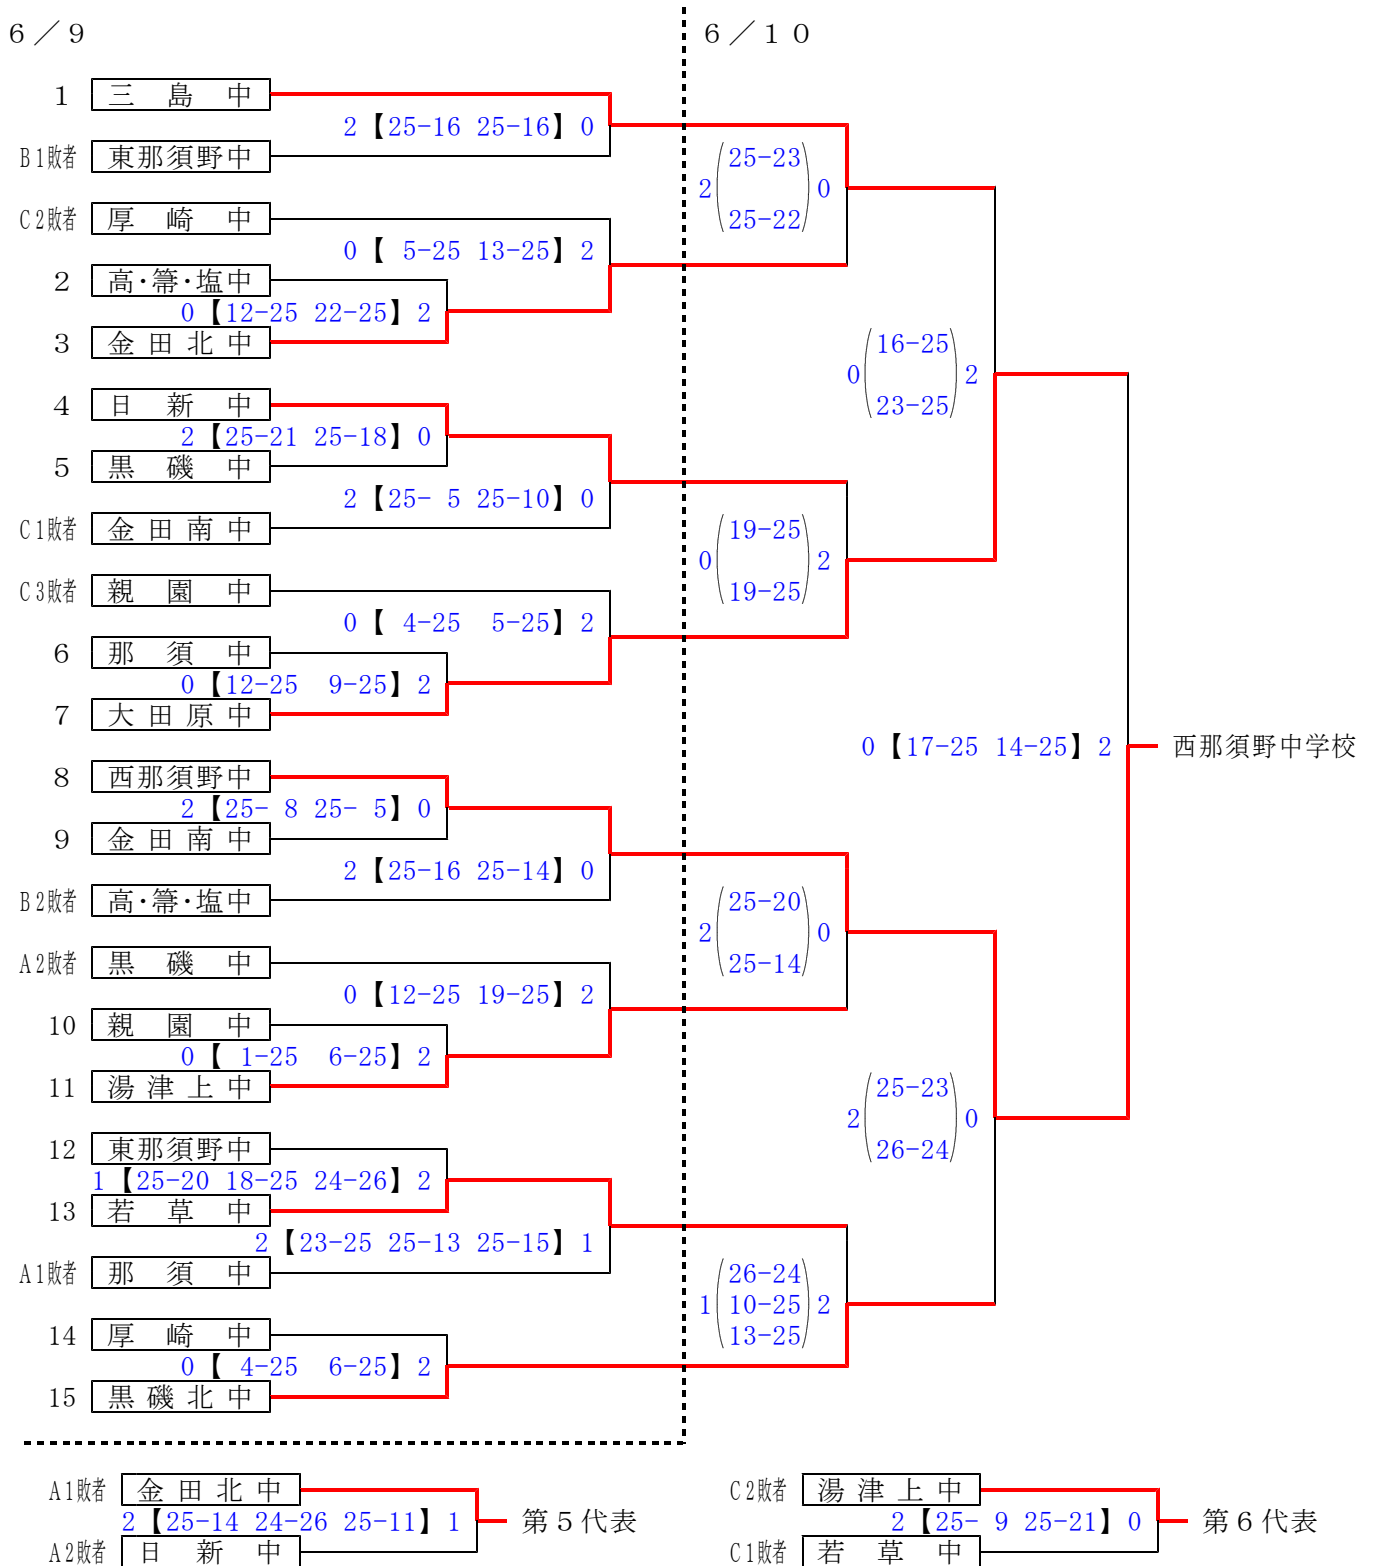 ６／９
６／１０
1 三島中
2【25-16 25-16】0
B1敗者 東那須野中
25-23
2 0
25-22
C2敗者 厚崎中
0【 5-25 13-25】2
2 高･箒･塩中
0【12-25 22-25】2
3 金田北中
16-25
0 2
23-25
4 日新中
2【25-21 25-18】0
5 黒磯中
2【25- 5 25-10】0
C1敗者 金田南中
19-25
0 2
19-25
C3敗者 親園中
0【 4-25  5-25】2
6 那須中
0【12-25  9-25】2
7 大田原中
0【17-25 14-25】2 西那須野中学校
8 西那須野中
2【25- 8 25- 5】0
9 金田南中
2【25-16 25-14】0
B2敗者 高･箒･塩中
25-20
2 0
25-14
A2敗者 黒磯中
0【12-25 19-25】2
10 親園中
0【 1-25  6-25】2
11 湯津上中
25-23
2 0
26-24
12 東那須野中
1【25-20 18-25 24-26】2
13 若草中
2【23-25 25-13 25-15】1
A1敗者 那須中
26-24
1 10-25 2
13-25
14 厚崎中
0【 4-25  6-25】2
15 黒磯北中
A1敗者 金田北中
2【25-14 24-26 25-11】1 第５代表
A2敗者 日新中
C2敗者 湯津上中
2【25- 9 25-21】0 第６代表
C1敗者 若草中